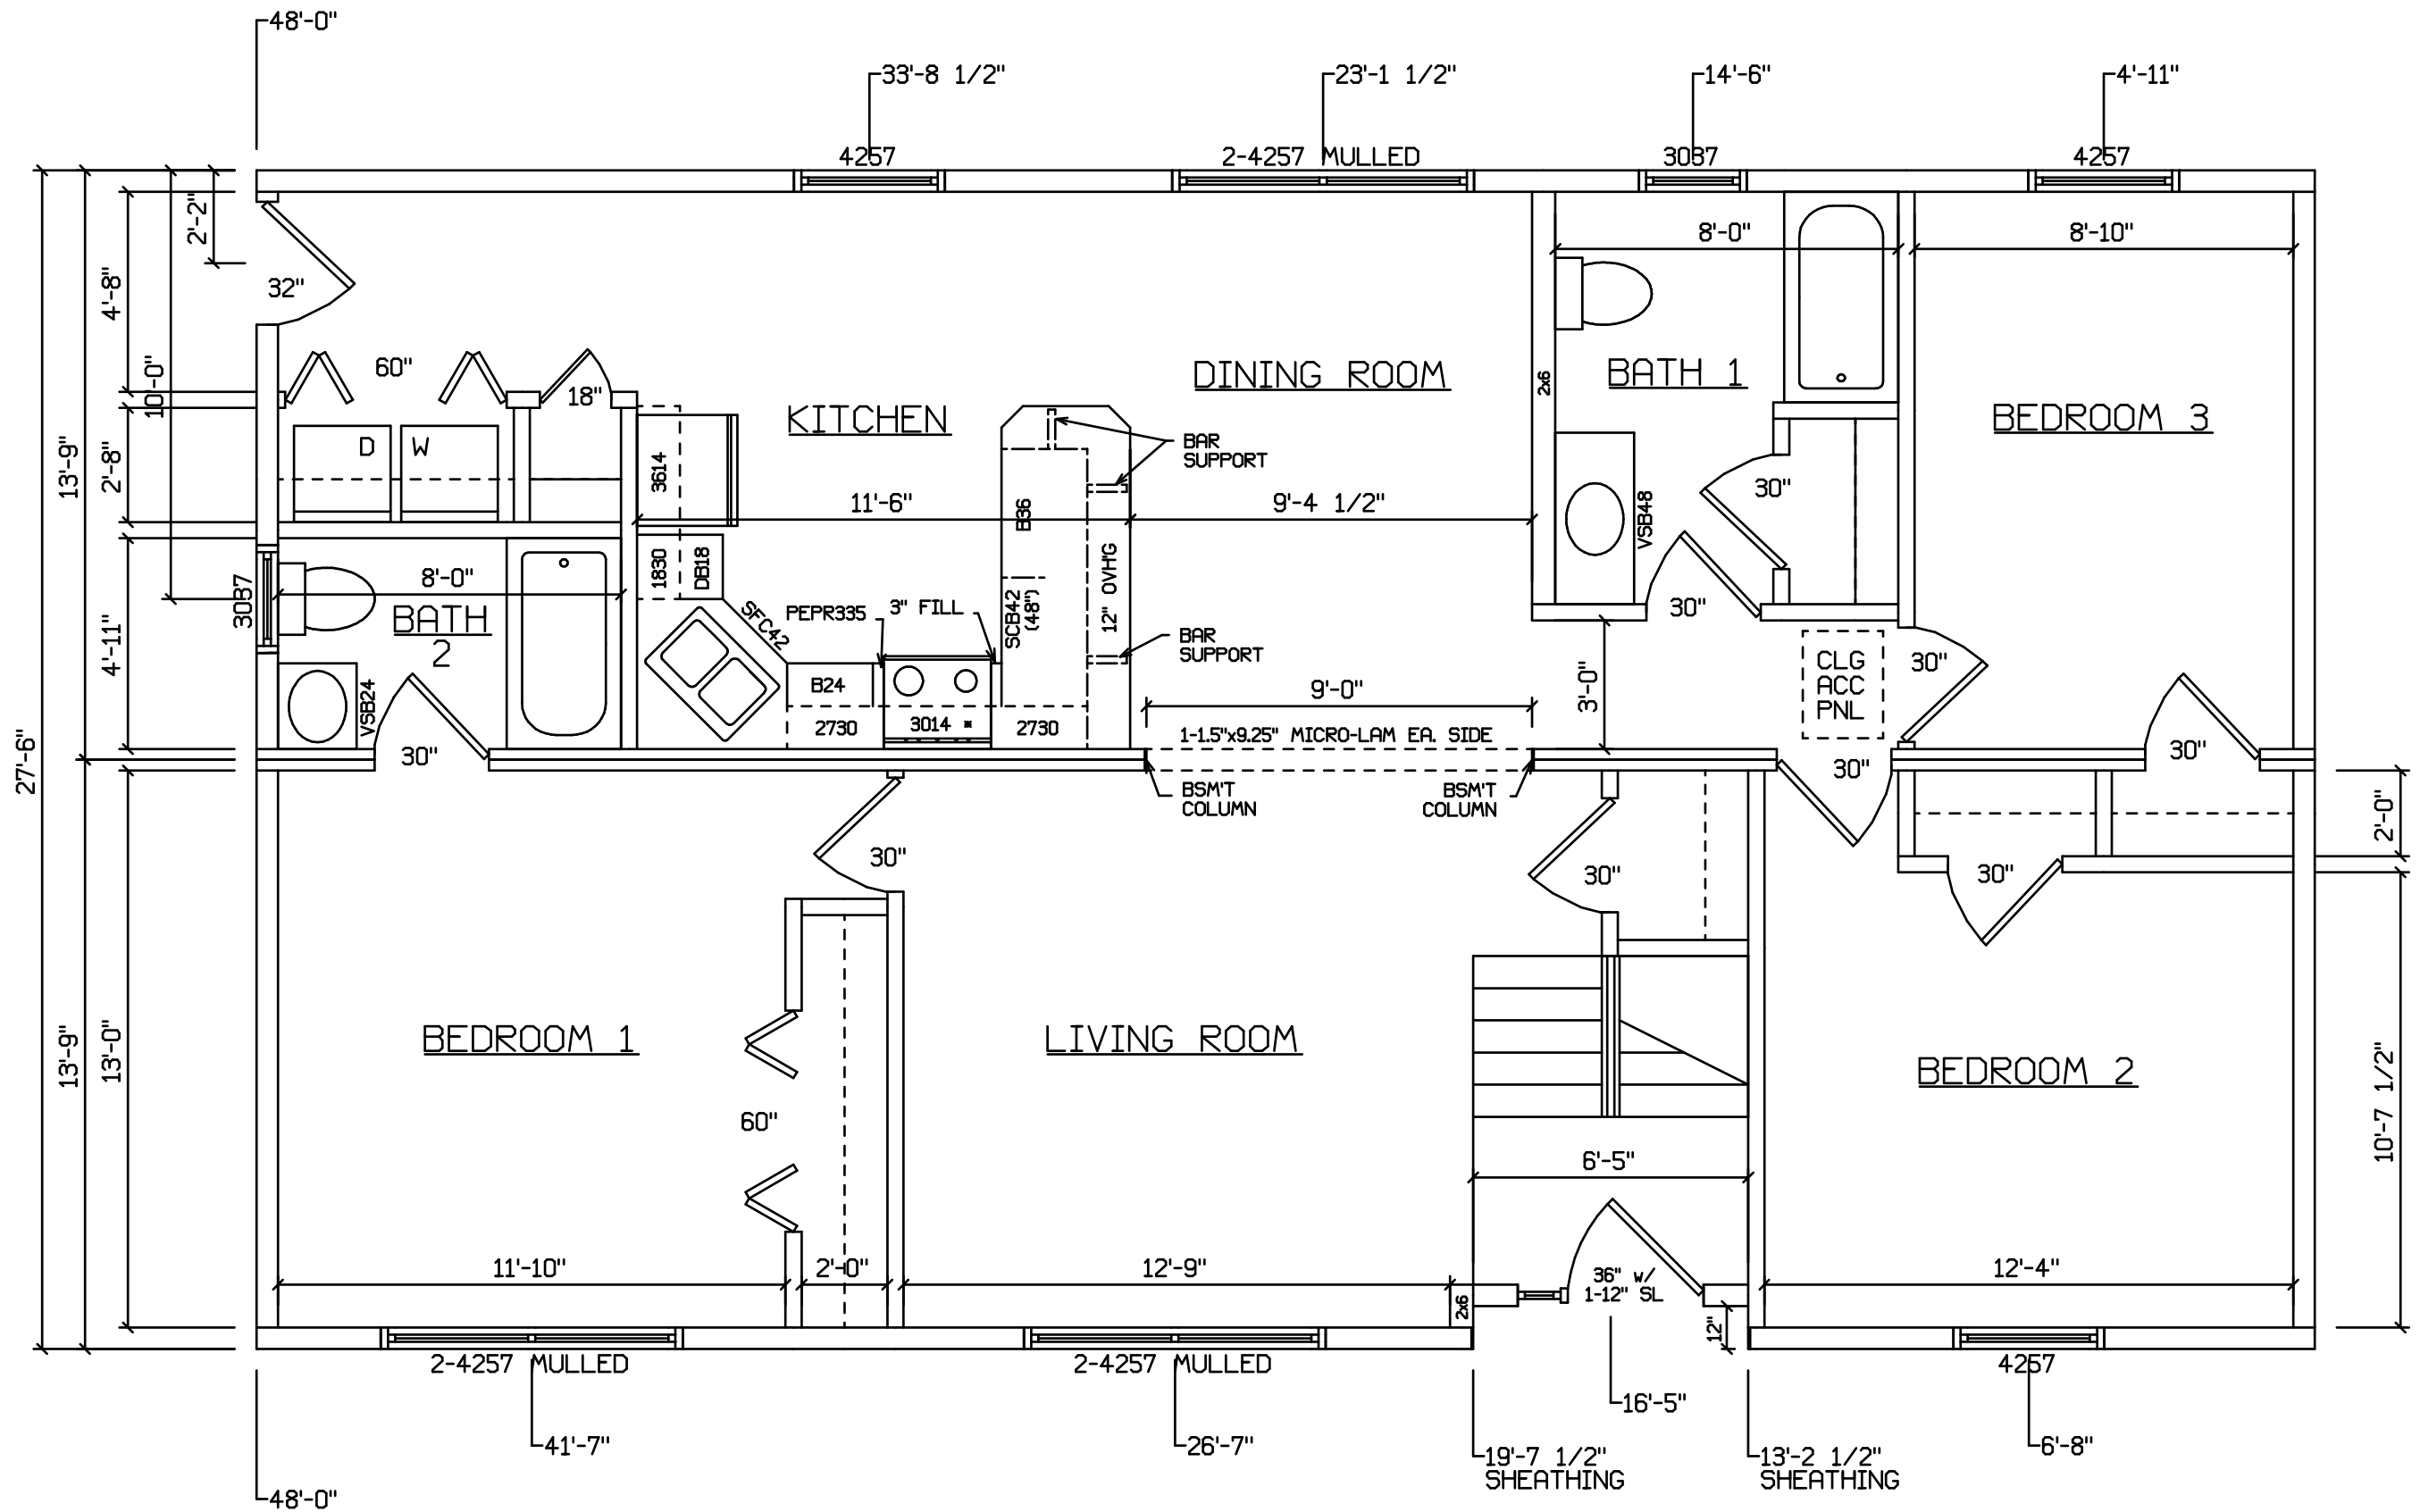 48'-0"
33'-8 1/2"
23'-1 1/2"
14'-6"
4'-11"
4257
2-4257 MULLED
3037
4257
2'-2"
4'-8"
10'-0"
13'-9"
2'-8"
27'-6"
4'-11"
32"
60"
18"
8'-0"
8'-10"
D
W
KITCHEN
DINING ROOM
2x6
BATH 1
BEDROOM 3
3614
BAR
SUPPORT
11'-6"
B36
9'-4 1/2"
VSB48
30"
1830
DB18
12" OVH'G
3037
8'-0"
BATH
2
SFC42
PEPR335
3" FILL
SCB42
(48")
BAR
SUPPORT
30"
CLG
ACC
PNL
30"
VSB24
B24
2730
3014 *
2730
9'-0"
3'-0"
1-1.5"x9.25" MICRO-LAM EA. SIDE
30"
30"
30"
BSM'T
COLUMN
BSM'T
COLUMN
2'-0"
30"
30"
30"
13'-9"
13'-0"
BEDROOM 1
LIVING ROOM
BEDROOM 2
10'-7 1/2"
60"
6'-5"
11'-10"
2'-0"
12'-9"
2x6
36" W/
1-12" SL
12"
12'-4"
2-4257 MULLED
2-4257 MULLED
4257
41'-7"
26'-7"
16'-5"
6'-8"
19'-7 1/2"
SHEATHING
13'-2 1/2"
SHEATHING
48'-0"